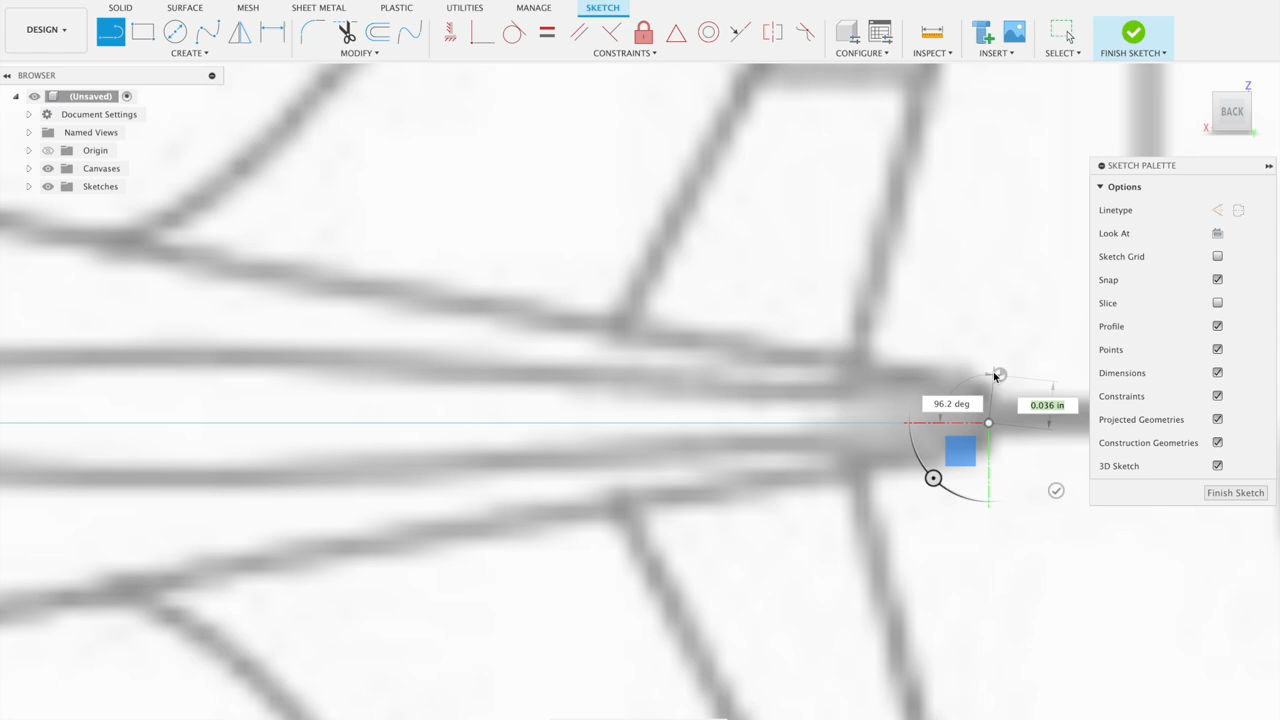 SOLID SURFACE MESH SHEET METAL PLASTIC UTILITIES MANAGE SKETCH
DESIGN
CREATE MODIFY CONSTRAINTS CONFIGURE INSPECT INSERT SELECT FINISH SKETCH
BROWSER
(Unsaved)
Document Settings
Named Views
Origin
Canvases
Sketches
Z
BACK
X
SKETCH PALETTE
Options
Linetype
Look At
Sketch Grid
Snap
Slice
Profile
Points
Dimensions
Constraints
Projected Geometries
Construction Geometries
3D Sketch
Finish Sketch
96.2 deg
0.036 in